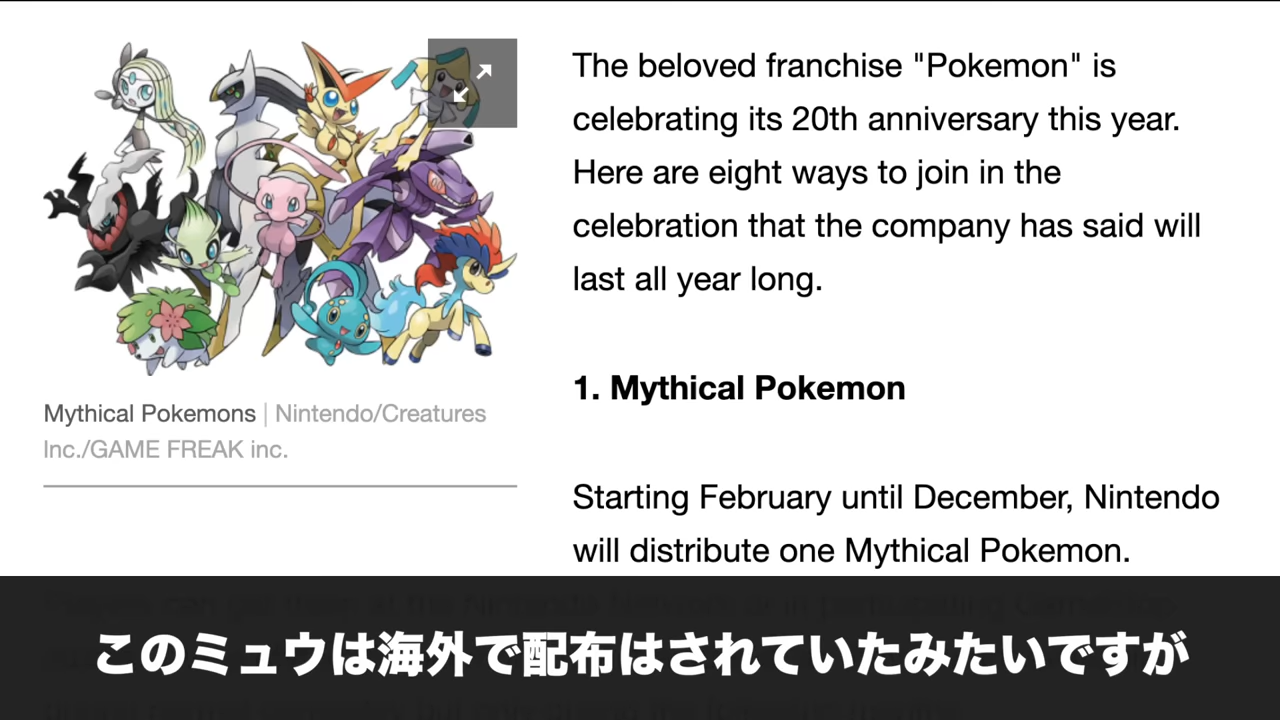 The beloved franchise "Pokemon" is
celebrating its 20th anniversary this year.
Here are eight ways to join in the
celebration that the company has said will
last all year long.
1. Mythical Pokemon
Starting February until December, Nintendo
will distribute one Mythical Pokemon.
Mythical Pokemons | Nintendo/Creatures
Inc./GAME FREAK inc.
このミュウは海外で配布はされていたみたいですが